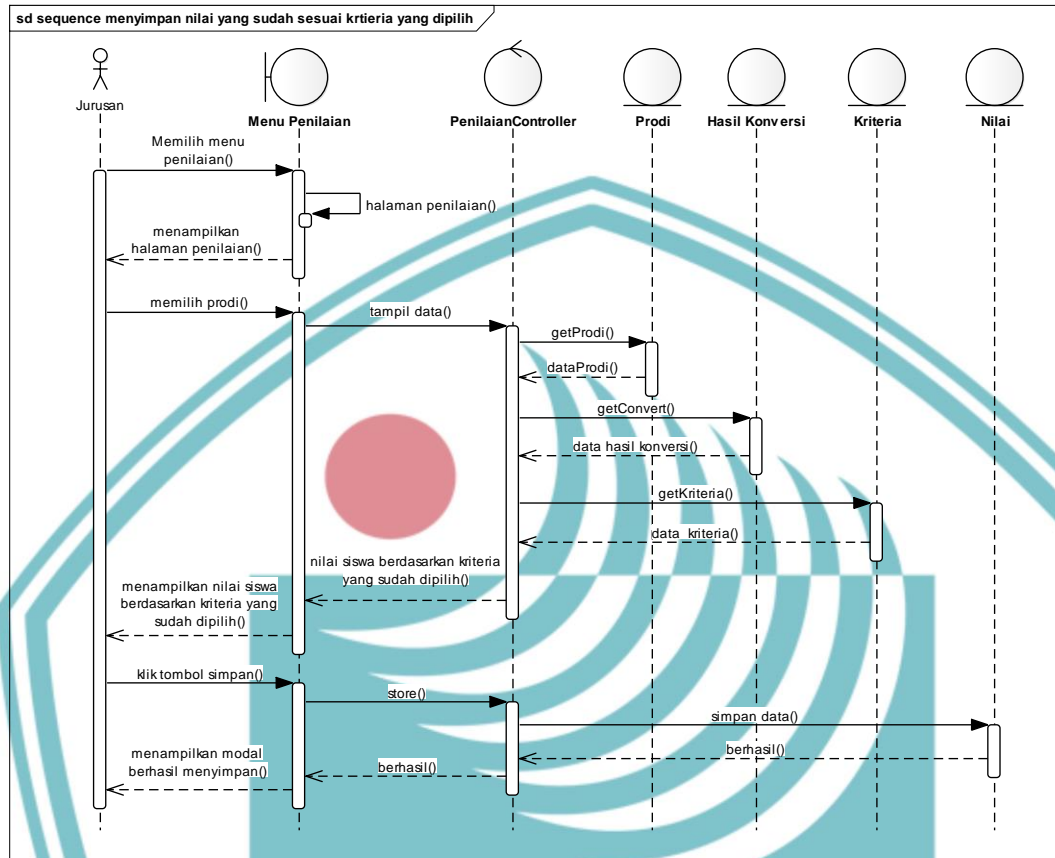 sd sequence menyimpan nilai yang sudah sesuai krtieria yang dipilih
Jurusan
Menu Penilaian
PenilaianController
Prodi
Hasil Konversi
Kriteria
Nilai
Memilih menu
penilaian()
halaman penilaian()
menampilkan
halaman penilaian()
memilih prodi()
tampil data()
getProdi()
dataProdi()
getConvert()
data hasil konversi()
getKriteria()
data kriteria()
nilai siswa berdasarkan kriteria
yang sudah dipilih()
menampilkan nilai siswa
berdasarkan kriteria yang
sudah dipilih()
klik tombol simpan()
store()
simpan data()
berhasil()
berhasil()
menampilkan modal
berhasil menyimpan()